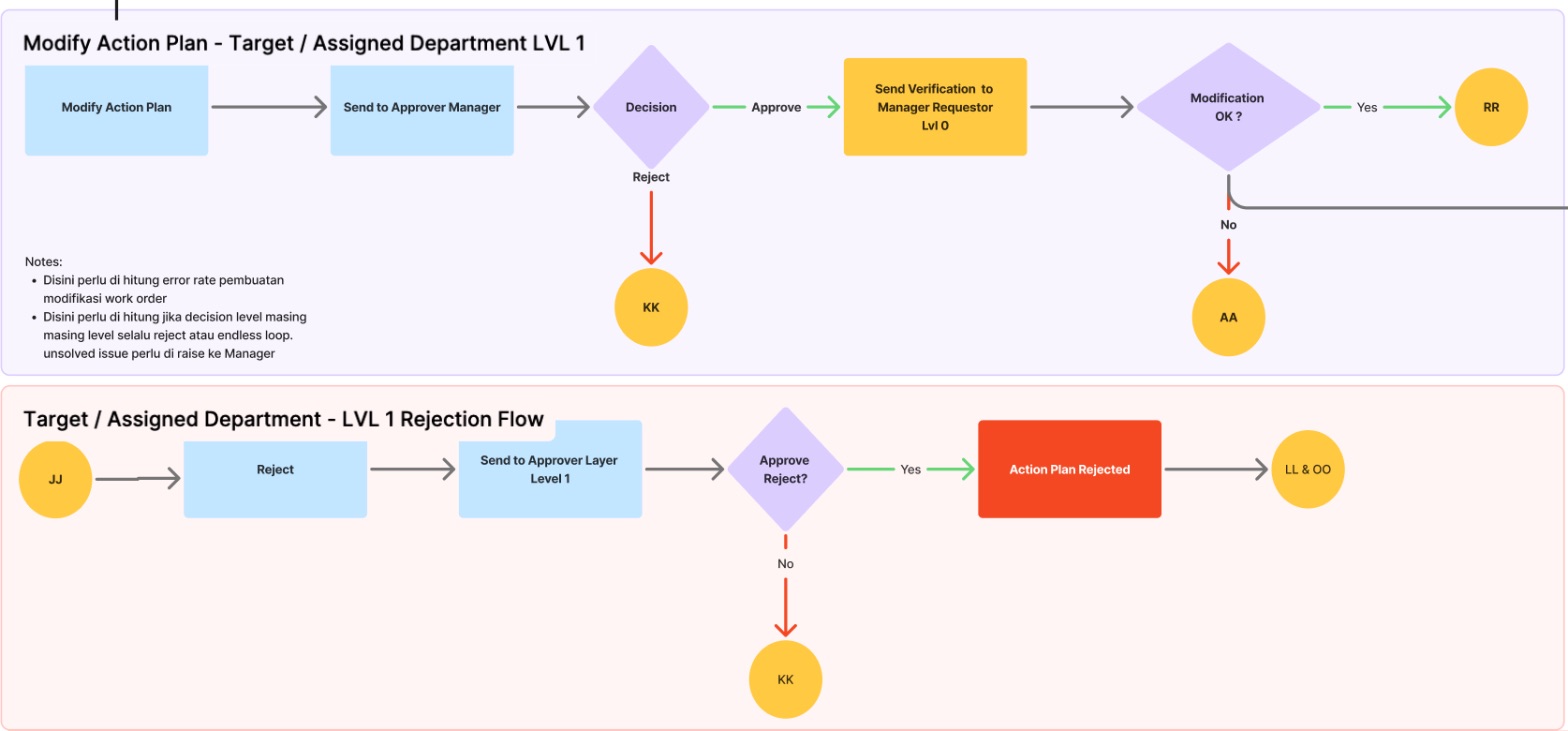 Modify Action Plan - Target / Assigned Department LVL 1
Modify Action Plan
Send to Approver Manager
Decision
Approve
Send Verification to
Manager Requestor
Lvl 0
Modification
OK ?
Yes
RR
Reject
KK
No
AA
Notes:
• Disini perlu di hitung error rate pembuatan
modifikasi work order
• Disini perlu di hitung jika decision level masing
masing level selalu reject atau endless loop.
unsolved issue perlu di raise ke Manager
Target / Assigned Department - LVL 1 Rejection Flow
JJ
Reject
Send to Approver Layer
Level 1
Approve
Reject?
Yes
Action Plan Rejected
LL & OO
No
KK